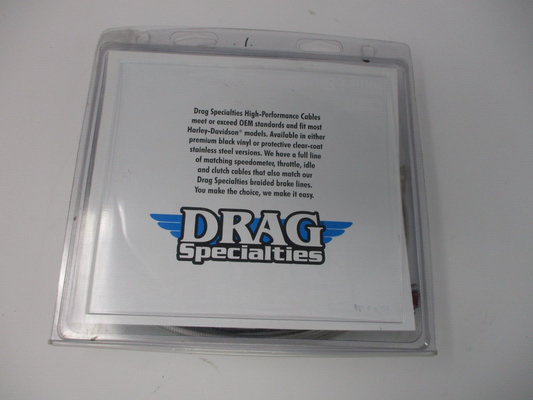 Drag Specialties High-Performance Cables
meet or exceed OEM standards and fit most
Harley-Davidson® models. Available in either
premium black vinyl or protective clear-coat
stainless steel versions. We have a full line
of matching speedometer, throttle, idle
and clutch cables that also match our
Drag Specialties braided brake lines.
You make the choice, we make it easy.
DRAG
Specialties